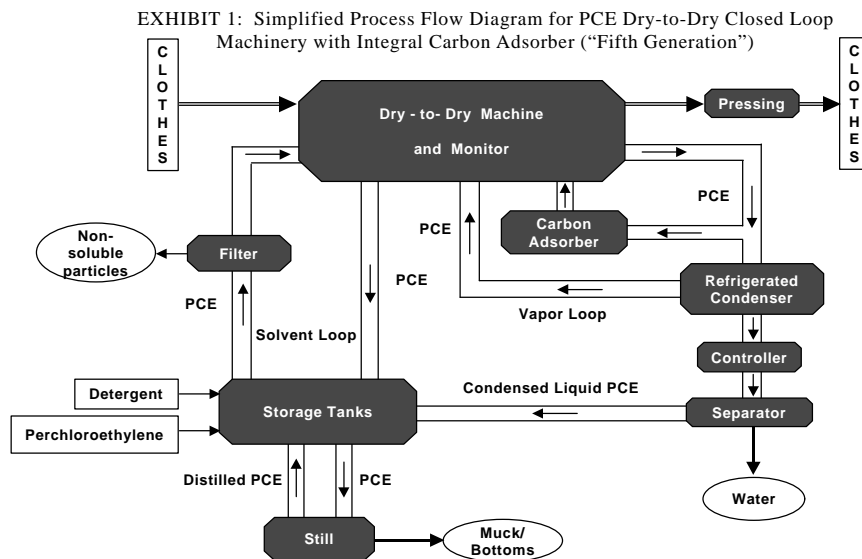 EXHIBIT 1: Simplified Process Flow Diagram for PCE Dry-to-Dry Closed Loop
Machinery with Integral Carbon Adsorber (“Fifth Generation”)
CLOTHES
Dry - to- Dry Machine
and Monitor
Pressing
CLOTHES
PCE
Carbon
Adsorber
PCE
Non-
soluble
particles
Filter
PCE
PCE
Refrigerated
Condenser
Vapor Loop
Solvent Loop
Controller
Detergent
Perchloroethylene
Storage Tanks
Condensed Liquid PCE
Separator
Distilled PCE
PCE
Water
Still
Muck/
Bottoms